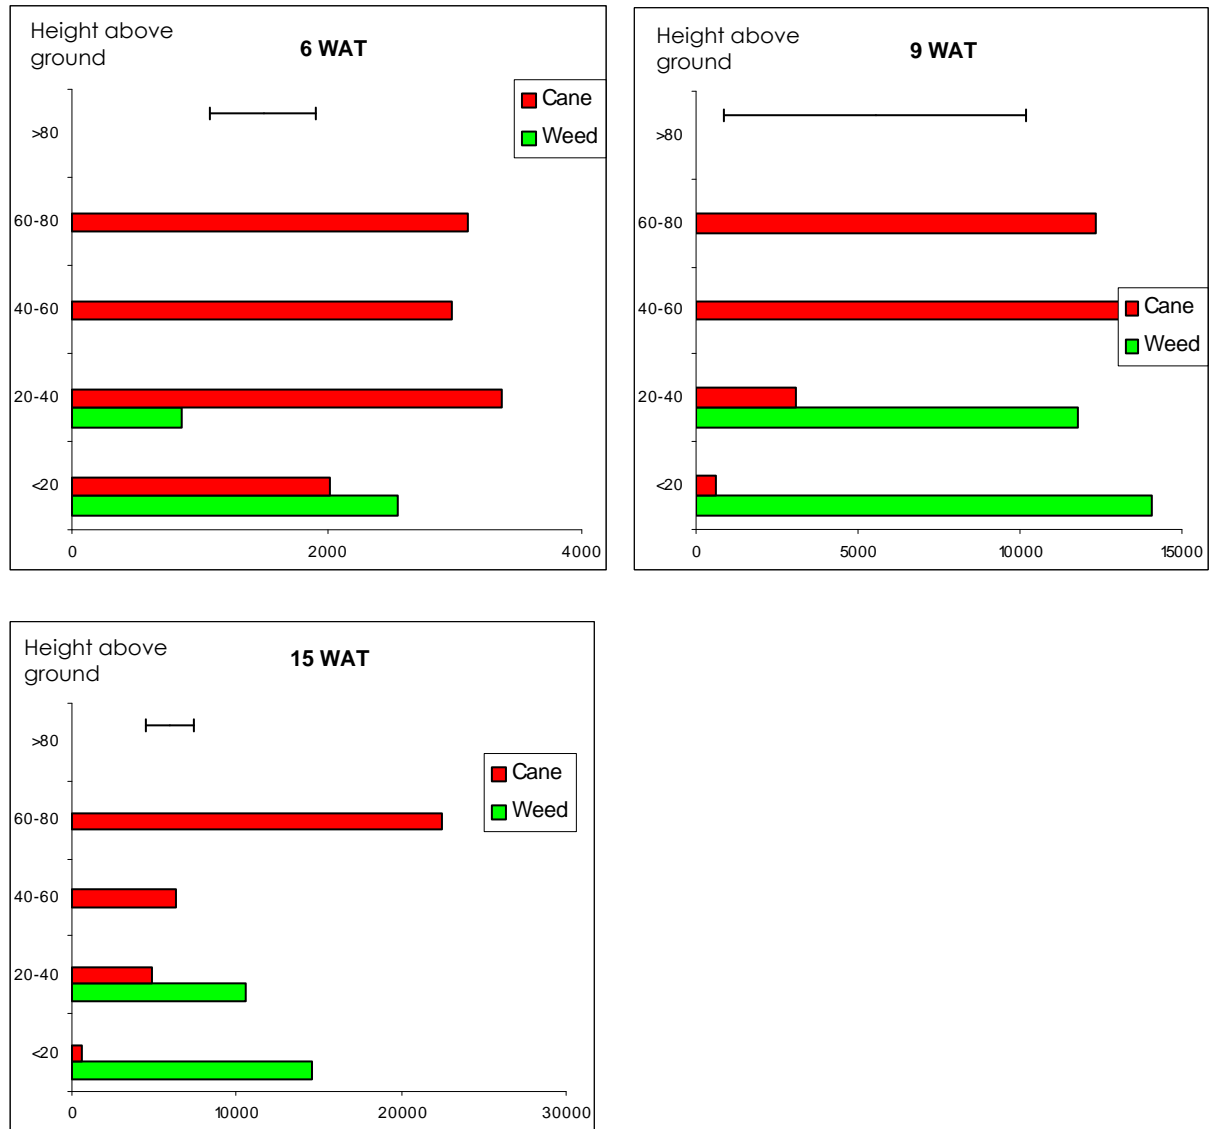 Height above
ground
6 WAT
Cane
Weed
>80
60-80
40-60
20-40
<20
0 2000 4000
Height above
ground
9 WAT
>80
60-80
40-60
Cane
Weed
20-40
<20
0 5000 10000 15000
Height above
ground
15 WAT
>80
Cane
Weed
60-80
40-60
20-40
<20
0 10000 20000 30000